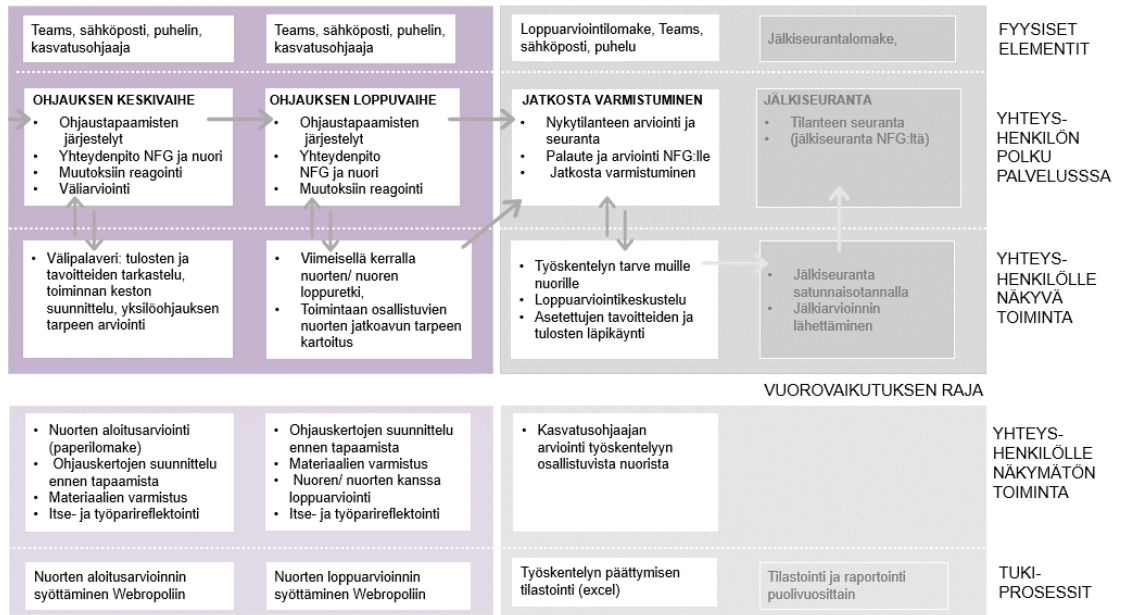 Teams, sähköposti, puhelin,
kasvatusohjaaja
Teams, sähköposti, puhelin,
kasvatusohjaaja
Loppuarviointilomake, Teams,
sähköposti, puhelu
Jälkiseurantalomake,
FYYSISET
ELEMENTIT
OHJAUKSEN KESKIVAIHE
• Ohjaustapaamisten
järjestelyt
• Yhteydenpito NFG ja nuori
• Muutoksiin reagointi
• Väliarviointi
OHJAUKSEN LOPPUVAIHE
• Ohjaustapaamisten
järjestelyt
• Yhteydenpito
NFG ja nuori
• Muutoksiin reagointi
JATKOSTA VARMISTUMINEN
• Nykytilanteen arviointi ja
seuranta
• Palaute ja arviointi NFG:lle
• Jatkosta varmistuminen
JÄLKISEURANTA
• Tilanteen seuranta
• (jälkiseuranta NFG:ltä)
YHTEYS-
HENKILÖN
POLKU
PALVELUSSSA
• Välipalaveri: tulosten ja
tavoitteiden tarkastelu,
toiminnan keston
suunnittelu, yksilöohjauksen
tarpeen arviointi
• Viimeisellä kerralla
nuorten/ nuoren
loppuretki,
• Toimintaan osallistuvien
nuorten jatkoavun tarpeen
kartoitus
• Työskentelyn tarve muille
nuorille
• Loppuarviointikeskustelu
• Asetettujen tavoitteiden ja
tulosten läpikäynti
• Jälkiseuranta
satunnaisotannalla
• Jälkiarvioinnin
lähettäminen
YHTEYS-
HENKILÖLLE
NÄKYVÄ
TOIMINTA
VUOROVAIKUTUKSEN RAJA
• Nuorten aloitusarviointi
(paperilomake)
• Ohjauskertojen suunnittelu
ennen tapaamista
• Materiaalien varmistus
• Itse- ja työparireflektointi
• Ohjauskertojen suunnittelu
ennen tapaamista
• Materiaalien varmistus
• Nuoren/ nuorten kanssa
loppuarviointi
• Itse- ja työparireflektointi
• Kasvatusohjaajan
arviointi työskentelyyn
osallistuvista nuorista
YHTEYS-
HENKILÖLLE
NÄKYMÄTÖN
TOIMINTA
Nuorten aloitusarvioinnin
syöttäminen Webropoliin
Nuorten loppuarvioinnin
syöttäminen Webropoliin
Työskentelyn päättymisen
tilastointi (excel)
Tilastointi ja raportointi
puolivuosittain
TUKI-
PROSESSIT